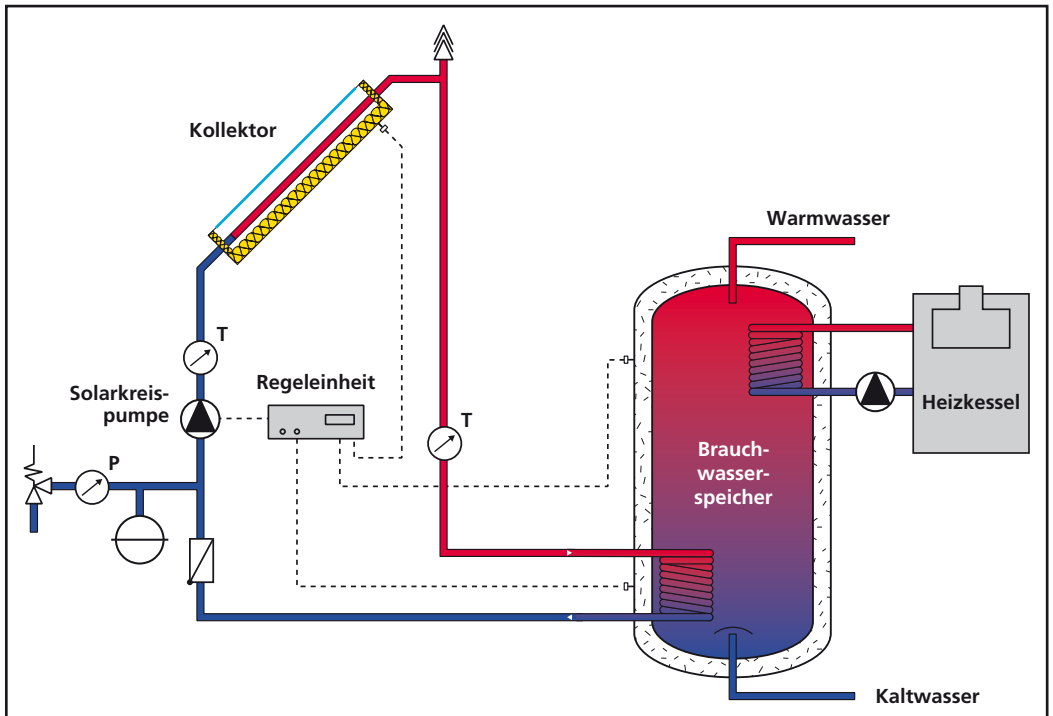 Kollektor
Warmwasser
T
Solarkreis-
pumpe
Regeleinheit
T
Heizkessel
P
Brauch-
wasser-
speicher
Kaltwasser